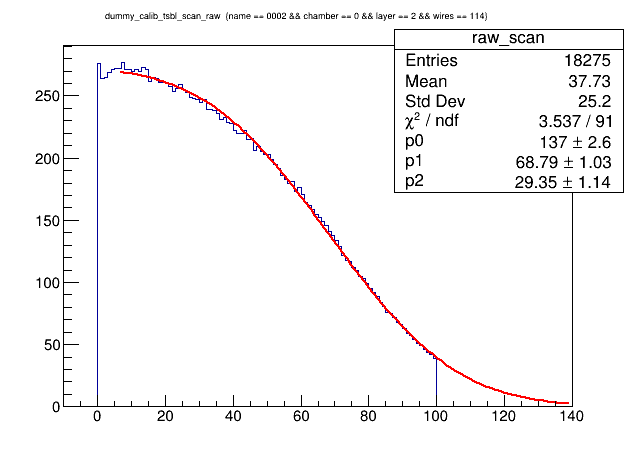 dummy_calib_tsbl_scan_raw (name == 0002 && chamber == 0 && layer == 2 && wires == 114)
raw_scan
Entries 18275
Mean 37.73
Std Dev 25.2
χ² / ndf 3.537 / 91
p0 137 ± 2.6
p1 68.79 ± 1.03
p2 29.35 ± 1.14
250
200
150
100
50
0
0 20 40 60 80 100 120 140